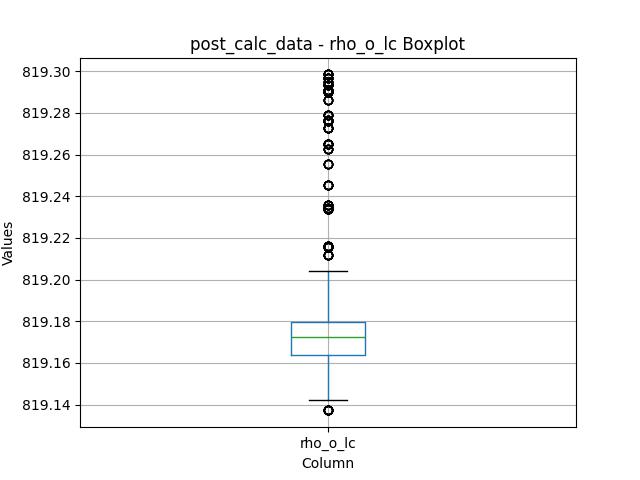 post_calc_data - rho_o_lc Boxplot
819.30
819.28
819.26
819.24
819.22
819.20
819.18
819.16
819.14
Values
rho_o_lc
Column